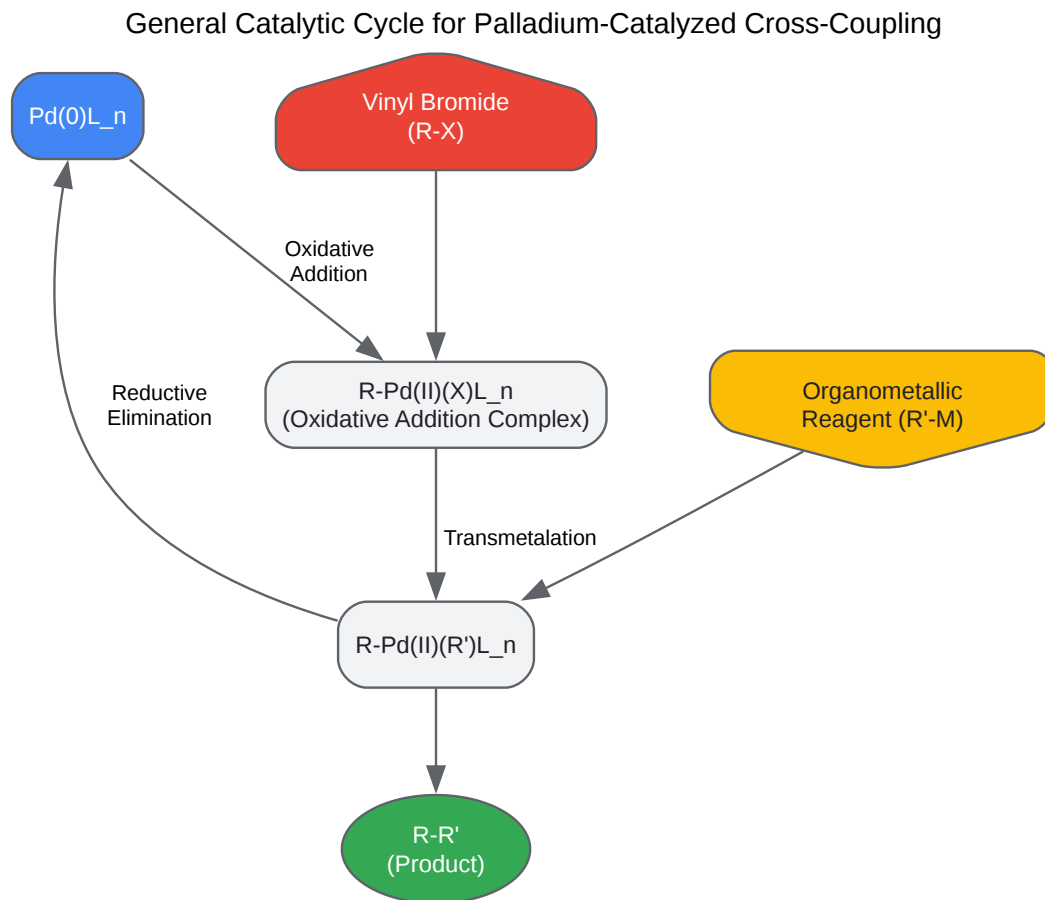 General Catalytic Cycle for Palladium-Catalyzed Cross-Coupling
Pd(0)L_n
Vinyl Bromide
(R-X)
Oxidative
Addition
R-Pd(II)(X)L_n
(Oxidative Addition Complex)
Organometallic
Reagent (R'-M)
Reductive
Elimination
Transmetalation
R-Pd(II)(R')L_n
R-R'
(Product)